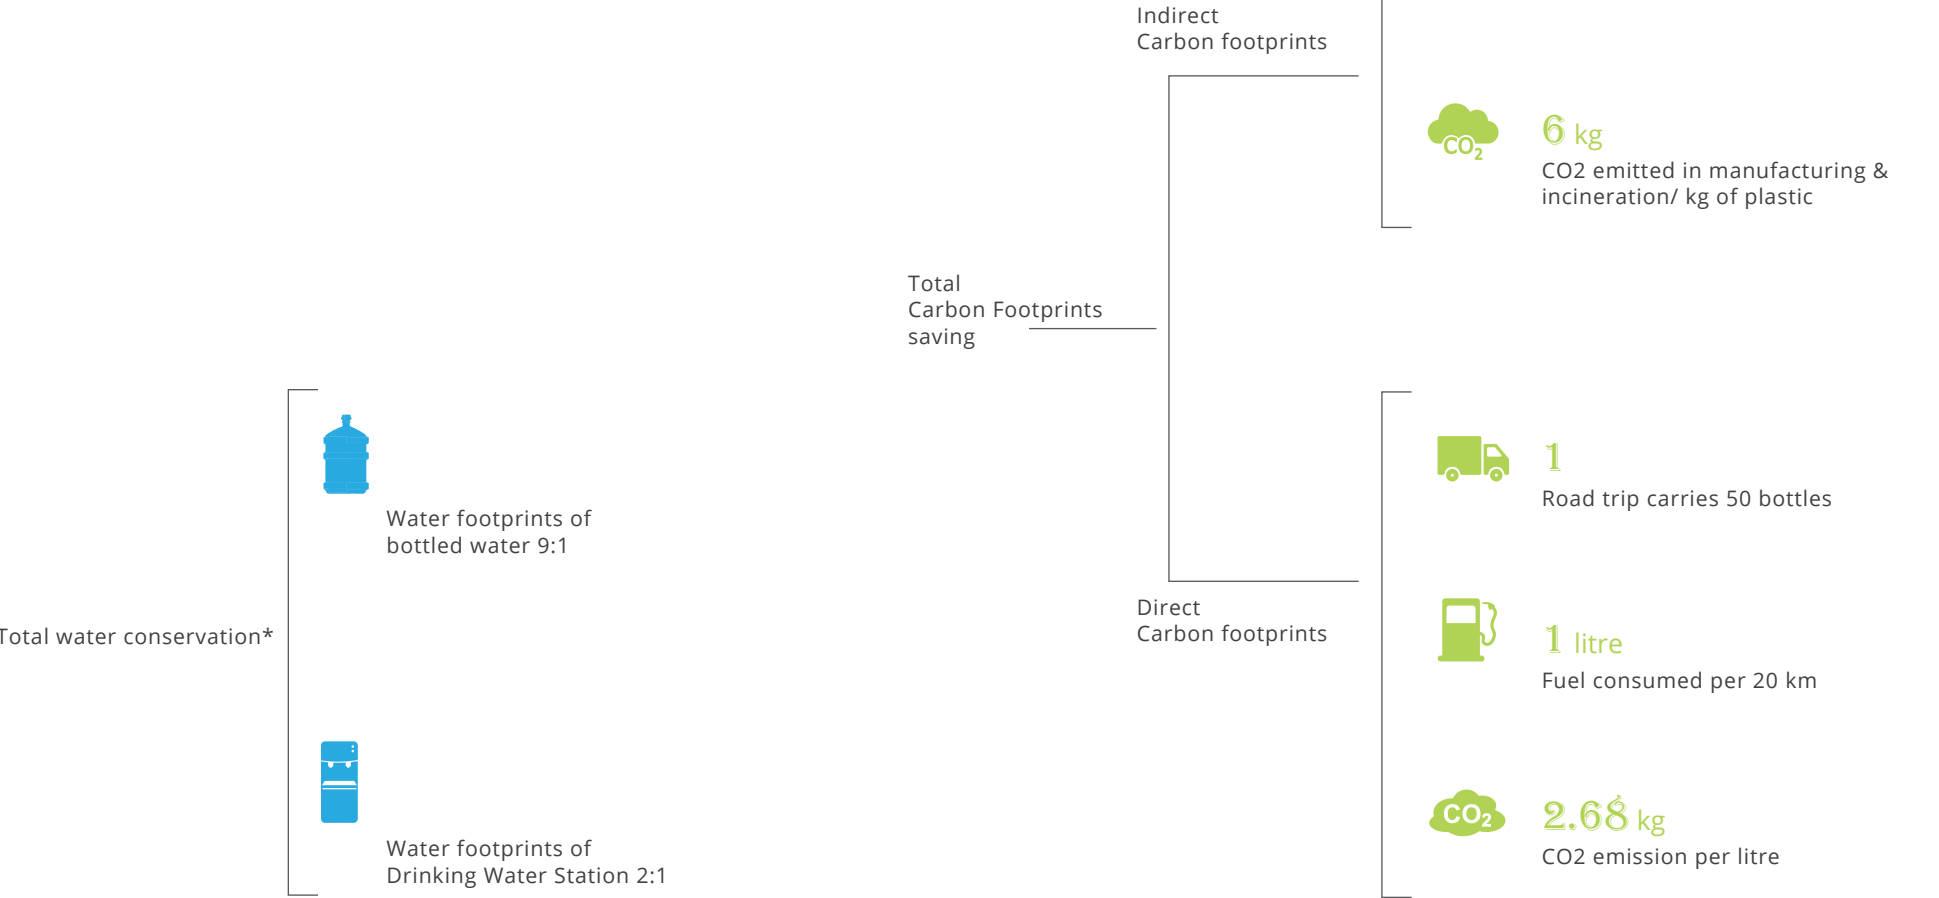 Indirect
Carbon footprints
CO2
6 kg
CO2 emitted in manufacturing &
incineration/ kg of plastic
Total
Carbon Footprints
saving
1
Road trip carries 50 bottles
Water footprints of
bottled water 9:1
Direct
Carbon footprints
Total water conservation*
1 litre
Fuel consumed per 20 km
CO2
2.68 kg
CO2 emission per litre
Water footprints of
Drinking Water Station 2:1